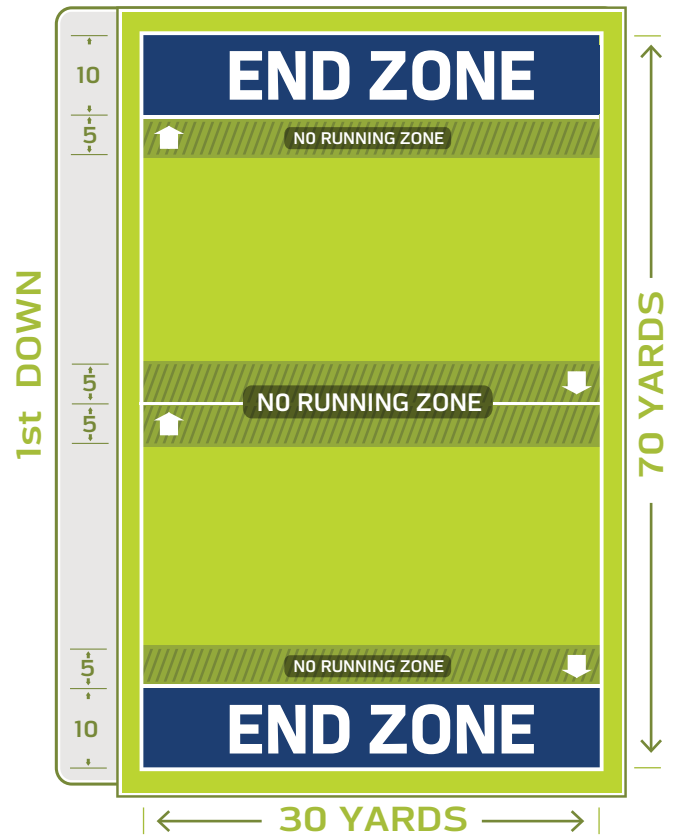 10
END ZONE
5
NO RUNNING ZONE
1st DOWN
5
NO RUNNING ZONE
5
70 YARDS
5
NO RUNNING ZONE
10
END ZONE
30 YARDS